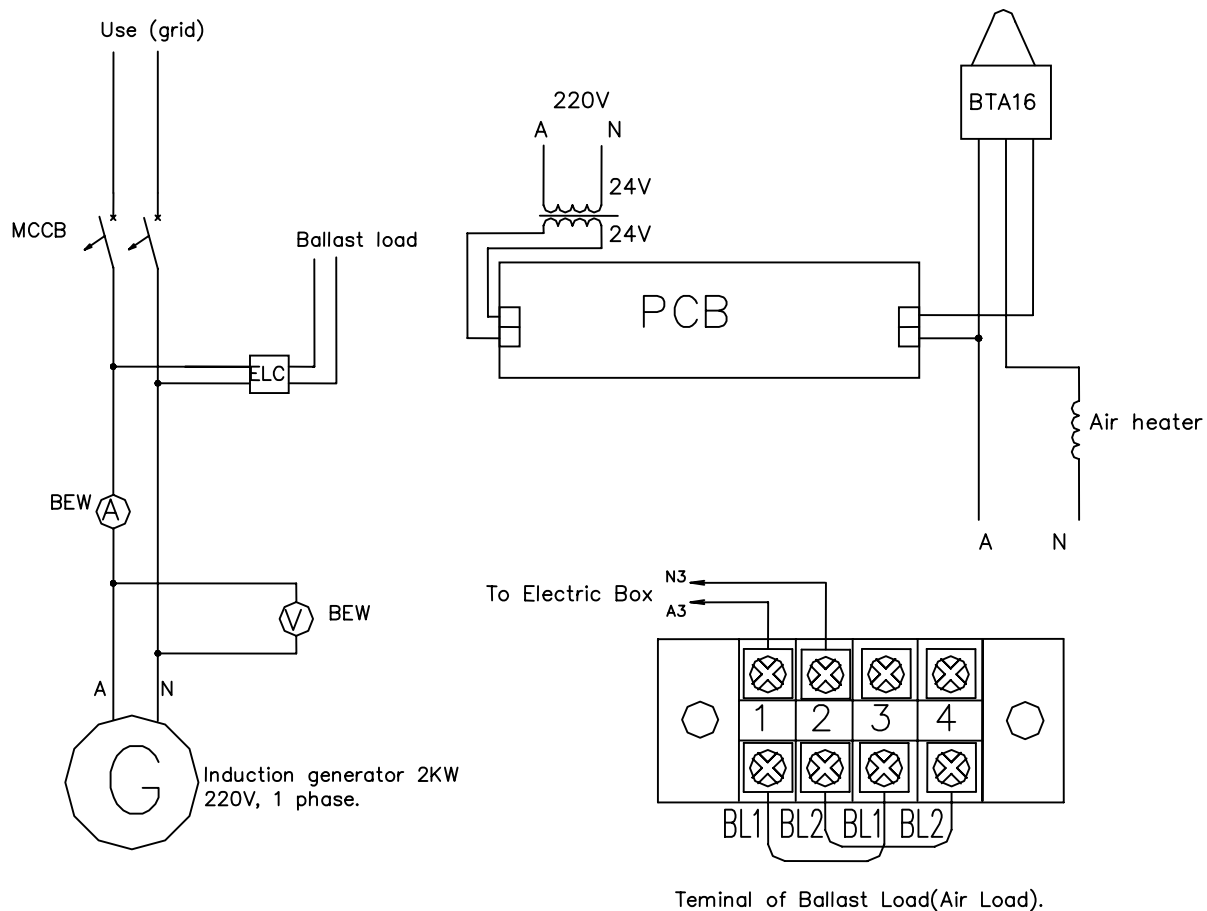 Use (grid)
MCCB
Ballast load
ELC
BEW A
V BEW
A N
G
Induction generator 2KW
220V, 1 phase.
220V
A N
24V
24V
PCB
BTA16
Air heater
A N
To Electric Box
N3
A3
1 2 3 4
BL1 BL2 BL1 BL2
Teminal of Ballast Load(Air Load).